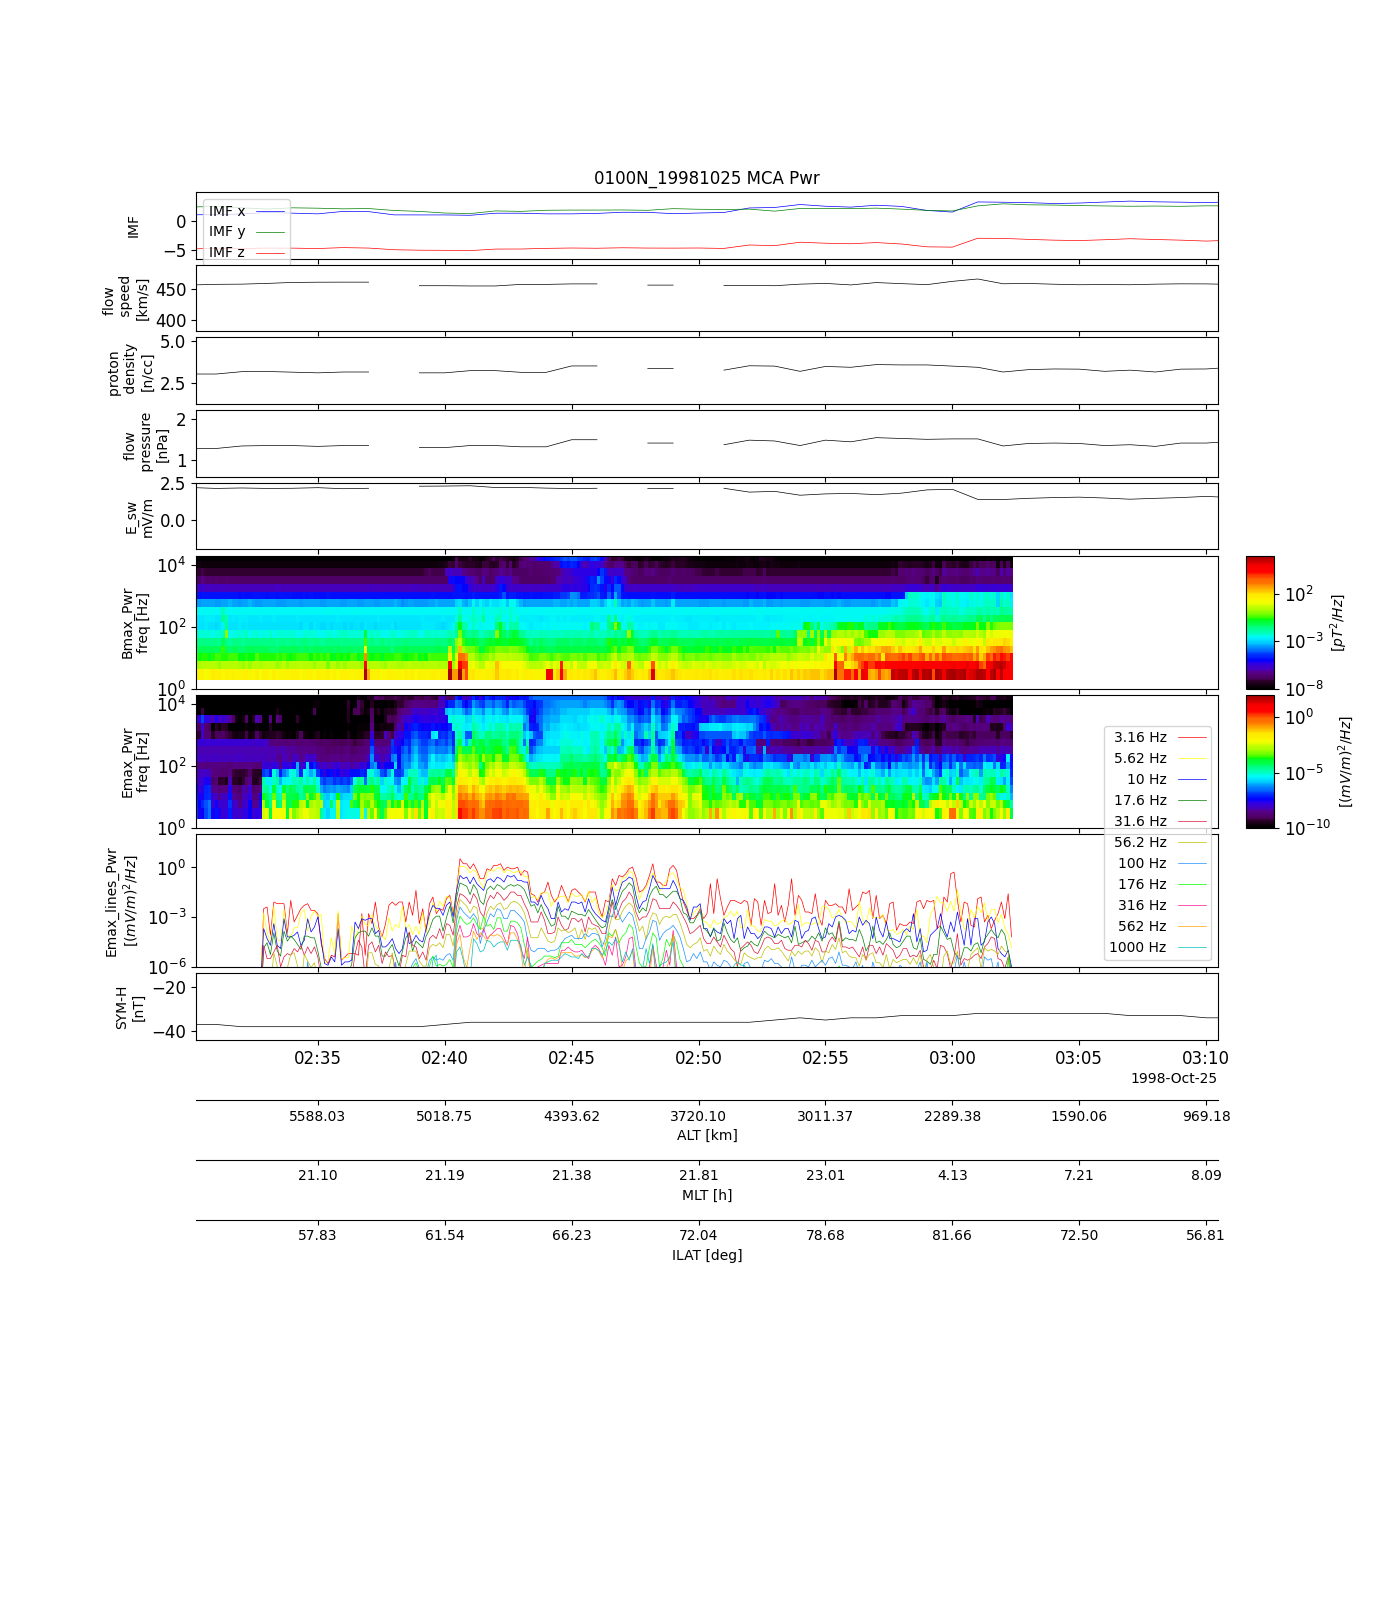 0100N_19981025 MCA Pwr
IMF
0
−5
IMF x
IMF y
IMF z
flow
speed
[km/s]
450
400
proton
density
[n/cc]
5.0
2.5
flow
pressure
[nPa]
2
1
E_sw
mV/m
2.5
0.0
Bmax_Pwr
freq [Hz]
10^4
10^2
10^0
10^2
10^−3
10^−8
[pT^2/Hz]
Emax_Pwr
freq [Hz]
10^4
10^2
10^0
10^0
10^−5
10^−10
[(mV/m)^2/Hz]
3.16 Hz
5.62 Hz
10 Hz
17.6 Hz
31.6 Hz
56.2 Hz
100 Hz
176 Hz
316 Hz
562 Hz
1000 Hz
Emax_lines_Pwr
[(mV/m)^2/Hz]
10^0
10^−3
10^−6
SYM-H
[nT]
−20
−40
02:35 02:40 02:45 02:50 02:55 03:00 03:05 03:10
1998-Oct-25
5588.03 5018.75 4393.62 3720.10 3011.37 2289.38 1590.06 969.18
ALT [km]
21.10 21.19 21.38 21.81 23.01 4.13 7.21 8.09
MLT [h]
57.83 61.54 66.23 72.04 78.68 81.66 72.50 56.81
ILAT [deg]